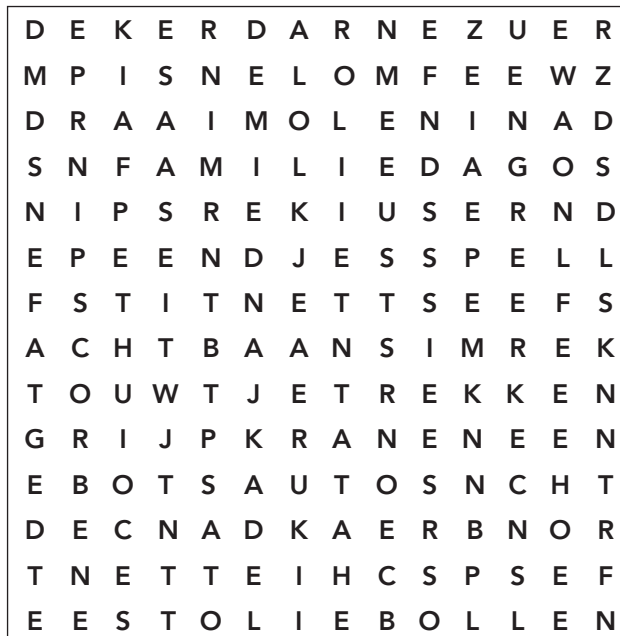 D E K E R D A R N E Z U E R
M P I S N E L O M F E E W Z
D R A A I M O L E N I N A D
S N F A M I L I E D A G O S
N I P S R E K I U S E R N D
E P E E N D J E S S P E L L
F S T I T N E T T S E E F S
A C H T B A A N S I M R E K
T O U W T J E T R E K K E N
G R I J P K R A N E N E E N
E B O T S A U T O S N C H T
D E C N A D K A E R B N O R
T N E T T E I H C S P S E F
E E S T O L I E B O L L E N